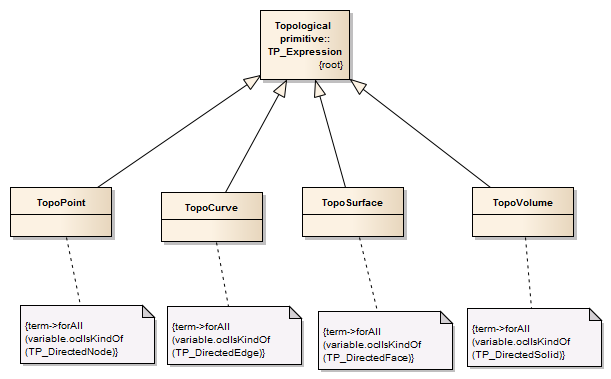 Topological
primitive::
TP_Expression
{root}
TopoPoint
TopoCurve
TopoSurface
TopoVolume
{term->forAll
(variable.oclIsKindOf
(TP_DirectedNode)}
{term->forAll
(variable.oclIsKindOf
(TP_DirectedEdge)}
{term->forAll
(variable.oclIsKindOf
(TP_DirectedFace)}
{term->forAll
(variable.oclIsKindOf
(TP_DirectedSolid)}